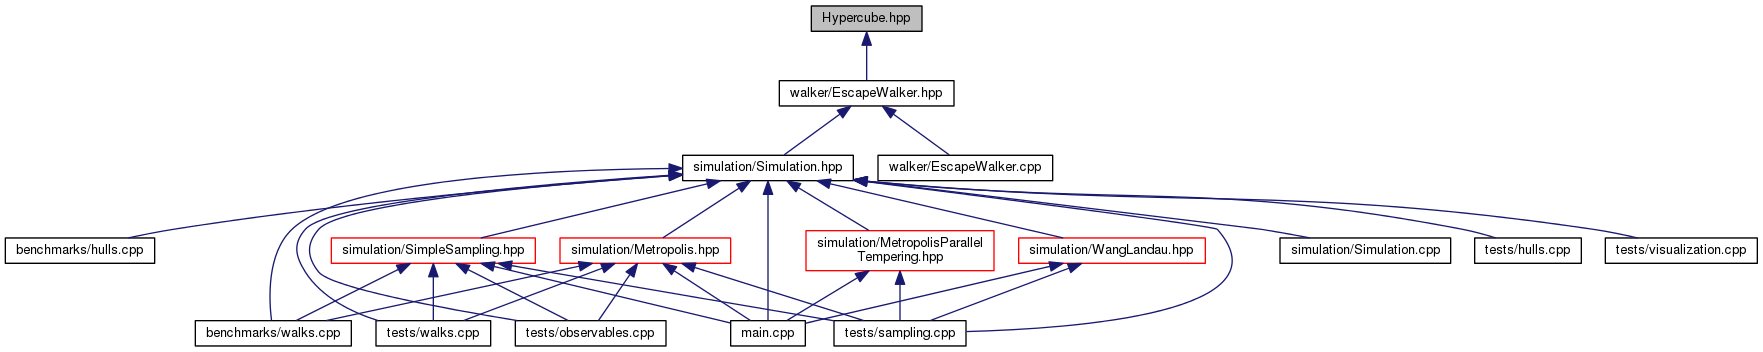 Hypercube.hpp
walker/EscapeWalker.hpp
simulation/Simulation.hpp
walker/EscapeWalker.cpp
benchmarks/hulls.cpp
simulation/SimpleSampling.hpp
simulation/Metropolis.hpp
simulation/MetropolisParallel
Tempering.hpp
simulation/WangLandau.hpp
simulation/Simulation.cpp
tests/hulls.cpp
tests/visualization.cpp
benchmarks/walks.cpp
tests/walks.cpp
tests/observables.cpp
main.cpp
tests/sampling.cpp